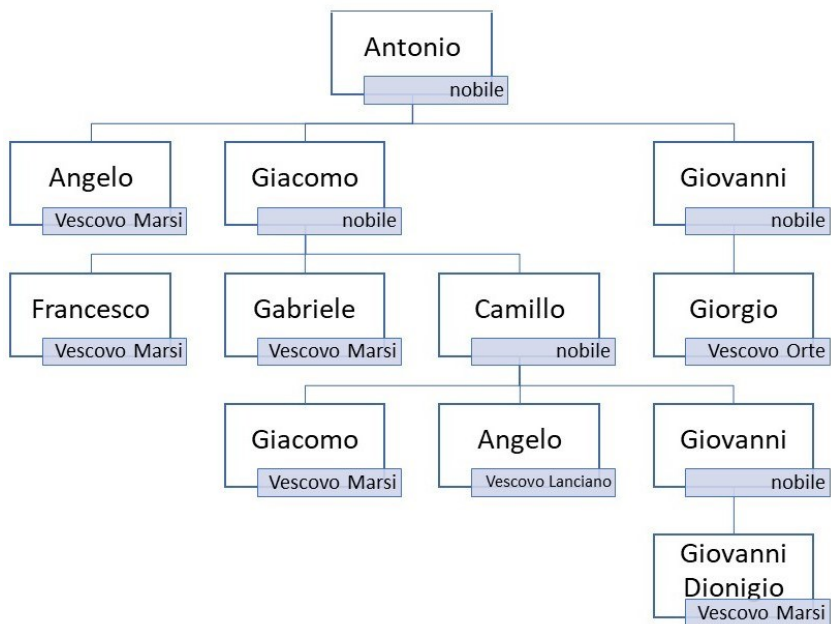 Antonio
nobile
Angelo
Vescovo Marsi
Giacomo
nobile
Giovanni
nobile
Francesco
Vescovo Marsi
Gabriele
Vescovo Marsi
Camillo
nobile
Giorgio
Vescovo Orte
Giacomo
Vescovo Marsi
Angelo
Vescovo Lanciano
Giovanni
nobile
Giovanni
Dionigio
Vescovo Marsi